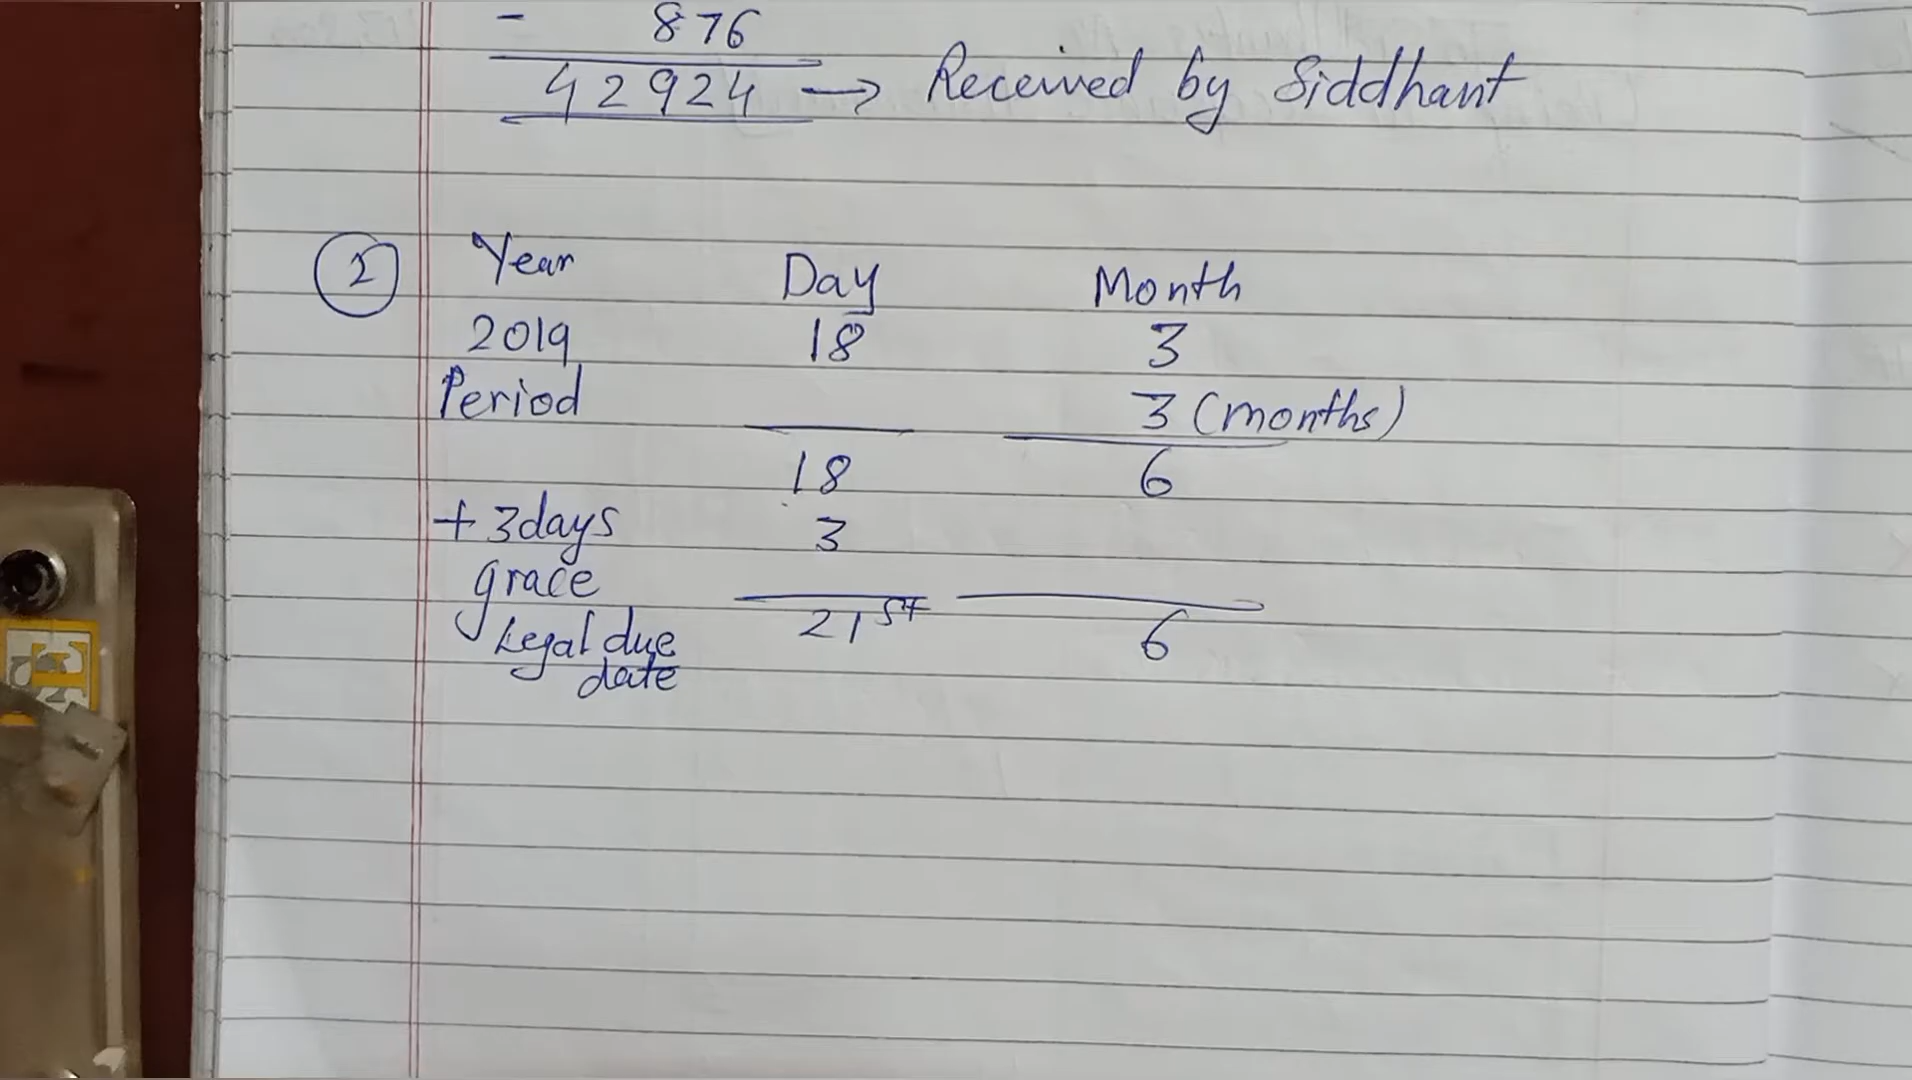 - 876
42924 → Received by Siddhant
2 Year Day Month
2019 18 3
Period 3 (months)
18 6
+ 3days 3
grace
Legal due 21st 6
date